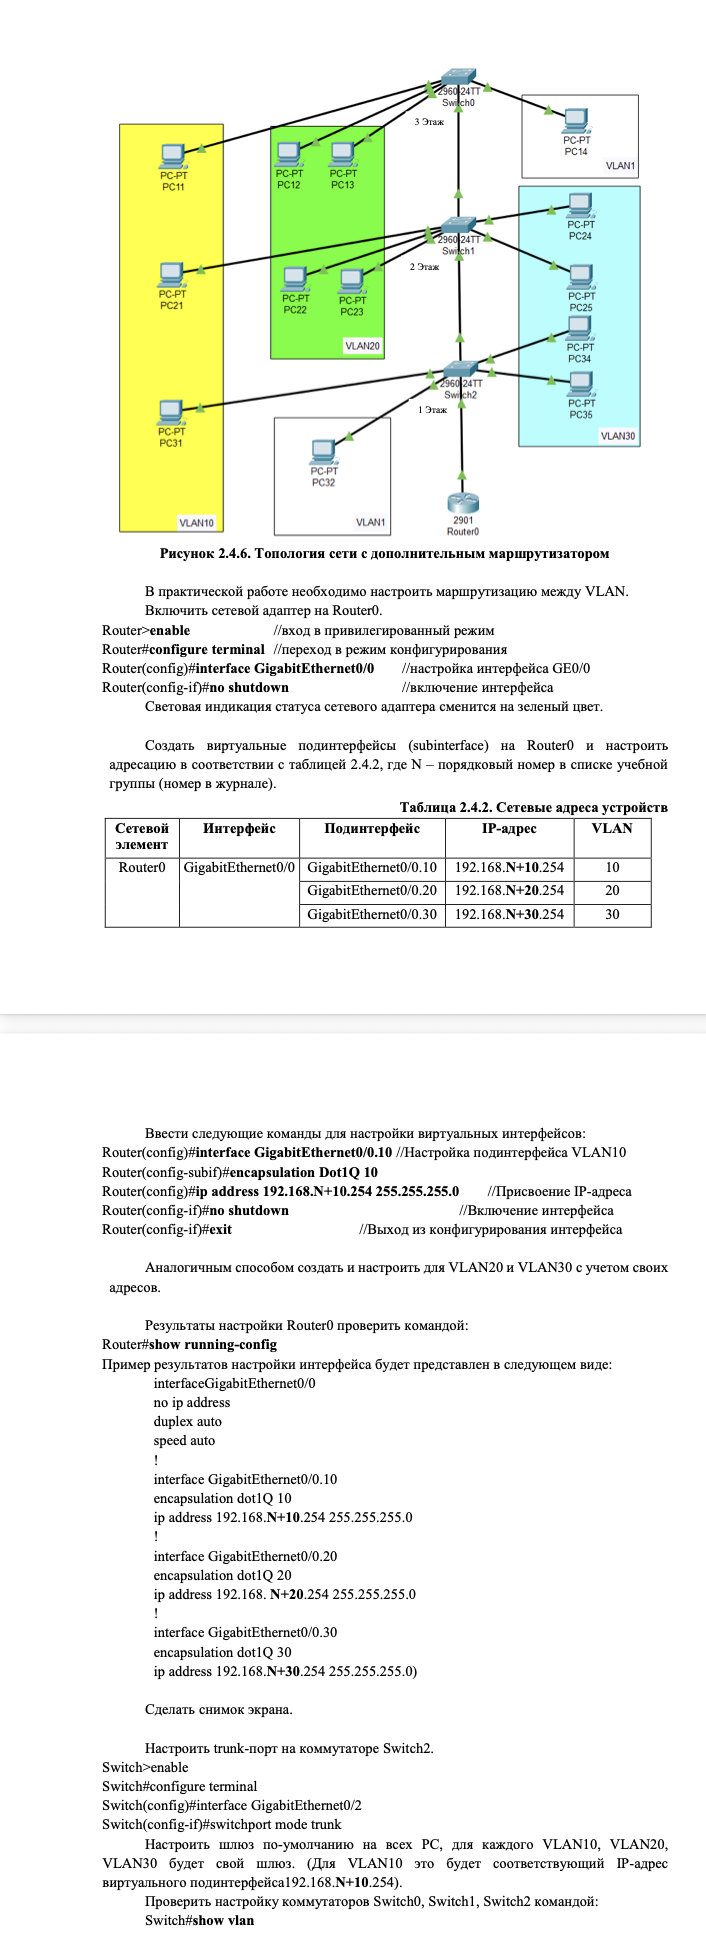 2960-24TT
Switch0
3 Этаж
PC-PT
PC14
VLAN1
PC-PT
PC11
PC-PT
PC12
PC-PT
PC13
PC-PT
PC24
2960-24TT
Switch1
2 Этаж
PC-PT
PC21
PC-PT
PC22
PC-PT
PC23
PC-PT
PC25
VLAN20
PC-PT
PC34
2960-24TT
Switch2
1 Этаж
PC-PT
PC35
PC-PT
PC31
VLAN30
PC-PT
PC32
VLAN10
VLAN1
2901
Router0
Рисунок 2.4.6. Топология сети с дополнительным маршрутизатором
В практической работе необходимо настроить маршрутизацию между VLAN.
Включить сетевой адаптер на Router0.
Router>enable //вход в привилегированный режим
Router#configure terminal //переход в режим конфигурирования
Router(config)#interface GigabitEthernet0/0 //настройка интерфейса GE0/0
Router(config-if)#no shutdown //включение интерфейса
Световая индикация статуса сетевого адаптера сменится на зеленый цвет.
Создать виртуальные подинтерфейсы (subinterface) на Router0 и настроить
адресацию в соответствии с таблицей 2.4.2, где N – порядковый номер в списке учебной
группы (номер в журнале).
Таблица 2.4.2. Сетевые адреса устройств
Сетевой элемент Интерфейс Подинтерфейс IP-адрес VLAN
Router0 GigabitEthernet0/0 GigabitEthernet0/0.10 192.168.N+10.254 10
GigabitEthernet0/0.20 192.168.N+20.254 20
GigabitEthernet0/0.30 192.168.N+30.254 30
Ввести следующие команды для настройки виртуальных интерфейсов:
Router(config)#interface GigabitEthernet0/0.10 //Настройка подинтерфейса VLAN10
Router(config-subif)#encapsulation Dot1Q 10
Router(config)#ip address 192.168.N+10.254 255.255.255.0 //Присвоение IP-адреса
Router(config-if)#no shutdown //Включение интерфейса
Router(config-if)#exit //Выход из конфигурирования интерфейса
Аналогичным способом создать и настроить для VLAN20 и VLAN30 с учетом своих
адресов.
Результаты настройки Router0 проверить командой:
Router#show running-config
Пример результатов настройки интерфейса будет представлен в следующем виде:
interfaceGigabitEthernet0/0
no ip address
duplex auto
speed auto
!
interface GigabitEthernet0/0.10
encapsulation dot1Q 10
ip address 192.168.N+10.254 255.255.255.0
!
interface GigabitEthernet0/0.20
encapsulation dot1Q 20
ip address 192.168. N+20.254 255.255.255.0
!
interface GigabitEthernet0/0.30
encapsulation dot1Q 30
ip address 192.168.N+30.254 255.255.255.0)
Сделать снимок экрана.
Настроить trunk-порт на коммутаторе Switch2.
Switch>enable
Switch#configure terminal
Switch(config)#interface GigabitEthernet0/2
Switch(config-if)#switchport mode trunk
Настроить шлюз по-умолчанию на всех PC, для каждого VLAN10, VLAN20,
VLAN30 будет свой шлюз. (Для VLAN10 это будет соответствующий IP-адрес
виртуального подинтерфейса192.168.N+10.254).
Проверить настройку коммутаторов Switch0, Switch1, Switch2 командой:
Switch#show vlan